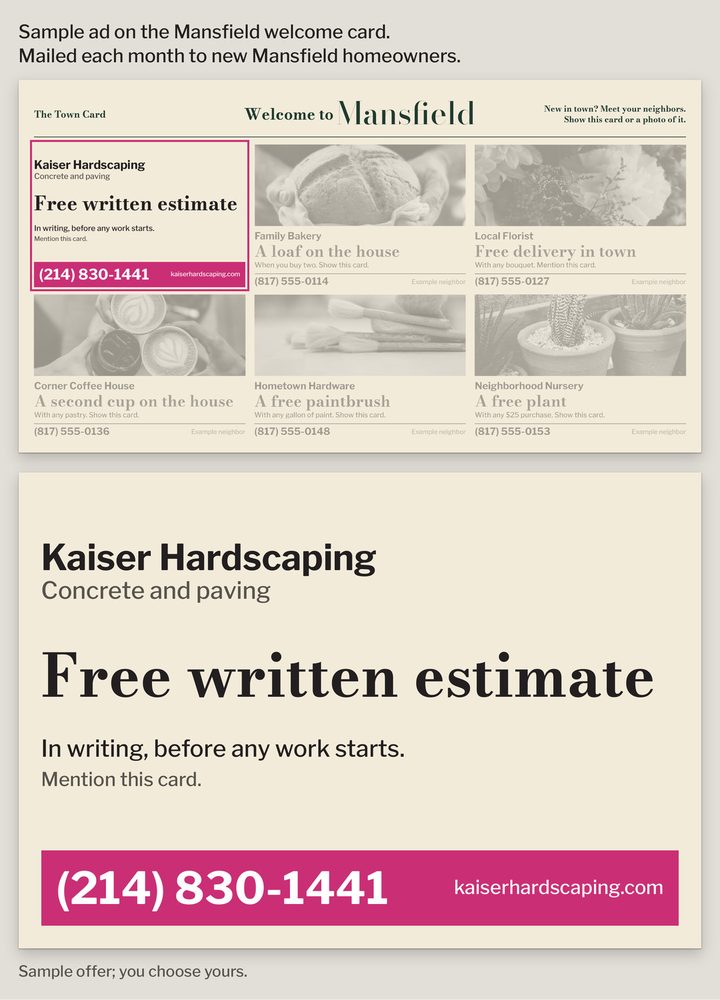 Sample ad on the Mansfield welcome card.
Mailed each month to new Mansfield homeowners.
The Town Card
Welcome to Mansfield
New in town? Meet your neighbors.
Show this card or a photo of it.
Kaiser Hardscaping
Concrete and paving
Free written estimate
In writing, before any work starts.
Mention this card.
(214) 830-1441 kaiserhardscaping.com
Family Bakery
A loaf on the house
When you buy two. Show this card.
(817) 555-0114 Example neighbor
Local Florist
Free delivery in town
With any bouquet. Mention this card.
(817) 555-0127 Example neighbor
Corner Coffee House
A second cup on the house
With any pastry. Show this card.
(817) 555-0136 Example neighbor
Hometown Hardware
A free paintbrush
With any gallon of paint. Show this card.
(817) 555-0148 Example neighbor
Neighborhood Nursery
A free plant
With any $25 purchase. Show this card.
(817) 555-0153 Example neighbor
Kaiser Hardscaping
Concrete and paving
Free written estimate
In writing, before any work starts.
Mention this card.
(214) 830-1441 kaiserhardscaping.com
Sample offer; you choose yours.